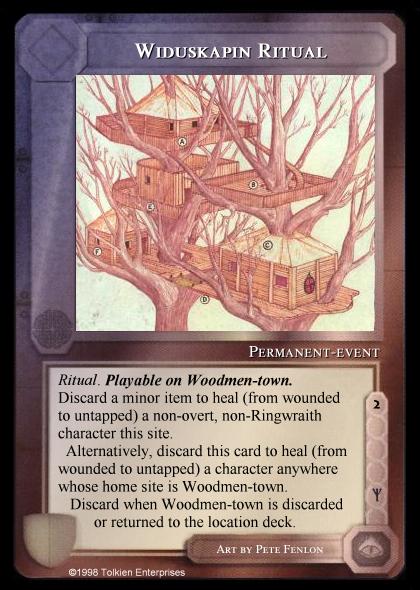 WIDUSKAPIN RITUAL
A
B
E
C
F
D
PERMANENT-EVENT
Ritual. Playable on Woodmen-town.
Discard a minor item to heal (from wounded
to untapped) a non-overt, non-Ringwraith
character this site.
Alternatively, discard this card to heal (from
wounded to untapped) a character anywhere
whose home site is Woodmen-town.
Discard when Woodmen-town is discarded
or returned to the location deck.
2
ART BY PETE FENLON
©1998 Tolkien Enterprises